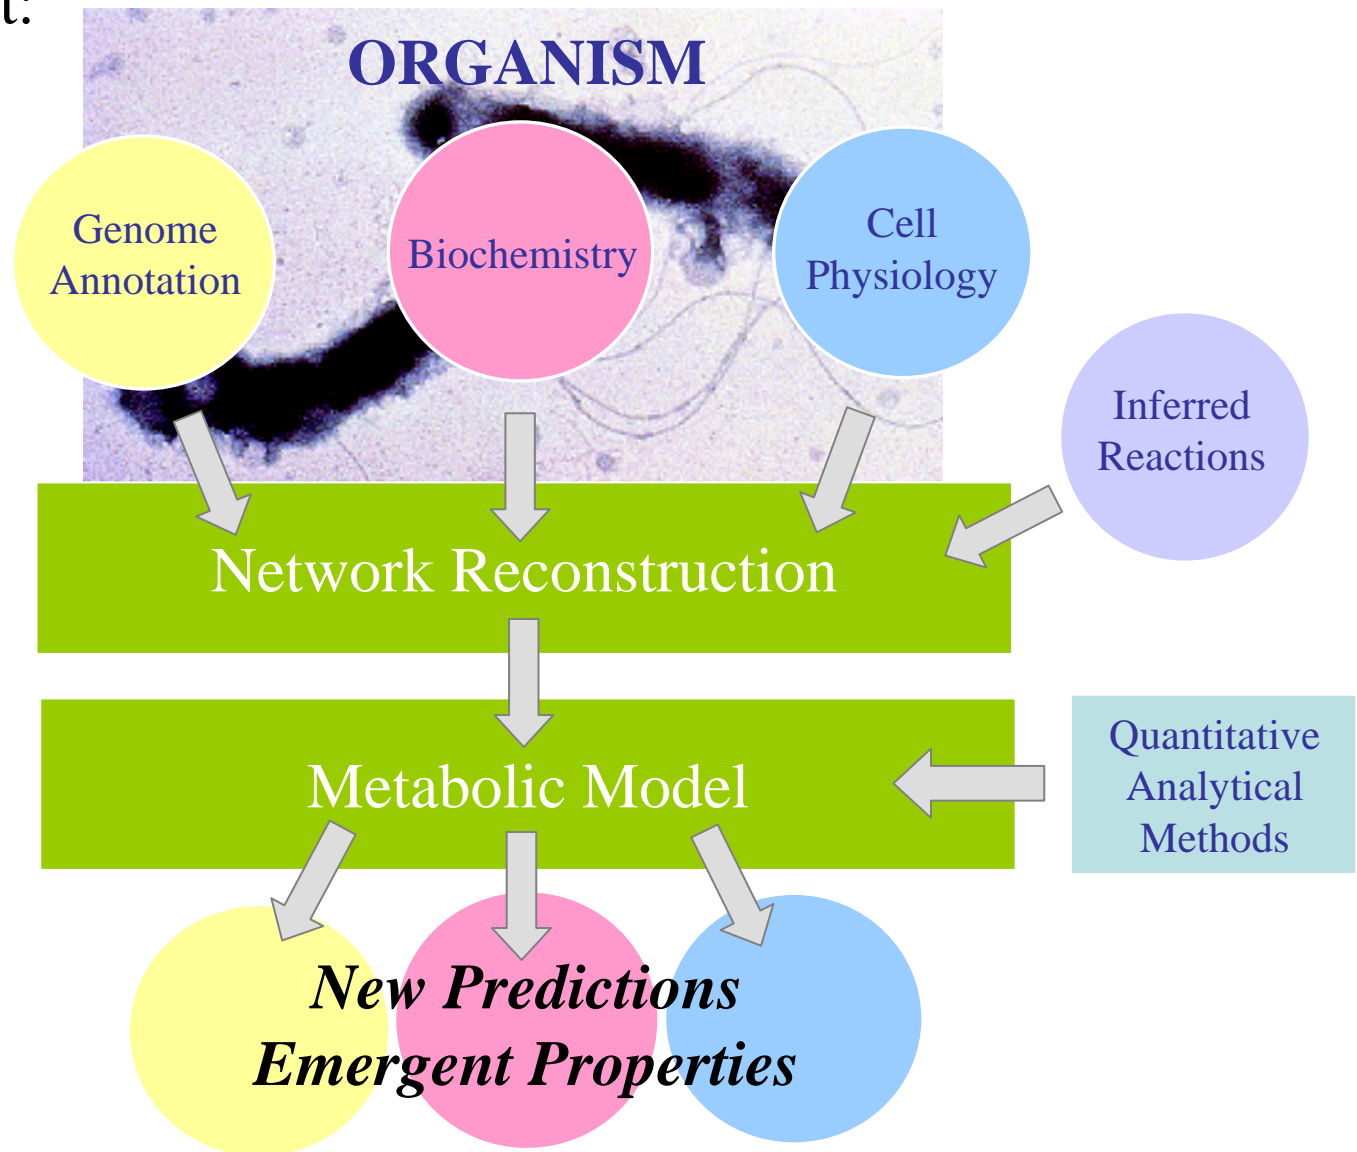 t:
ORGANISM
Genome
Annotation
Biochemistry
Cell
Physiology
Inferred
Reactions
Network Reconstruction
Metabolic Model
Quantitative
Analytical
Methods
New Predictions
Emergent Properties